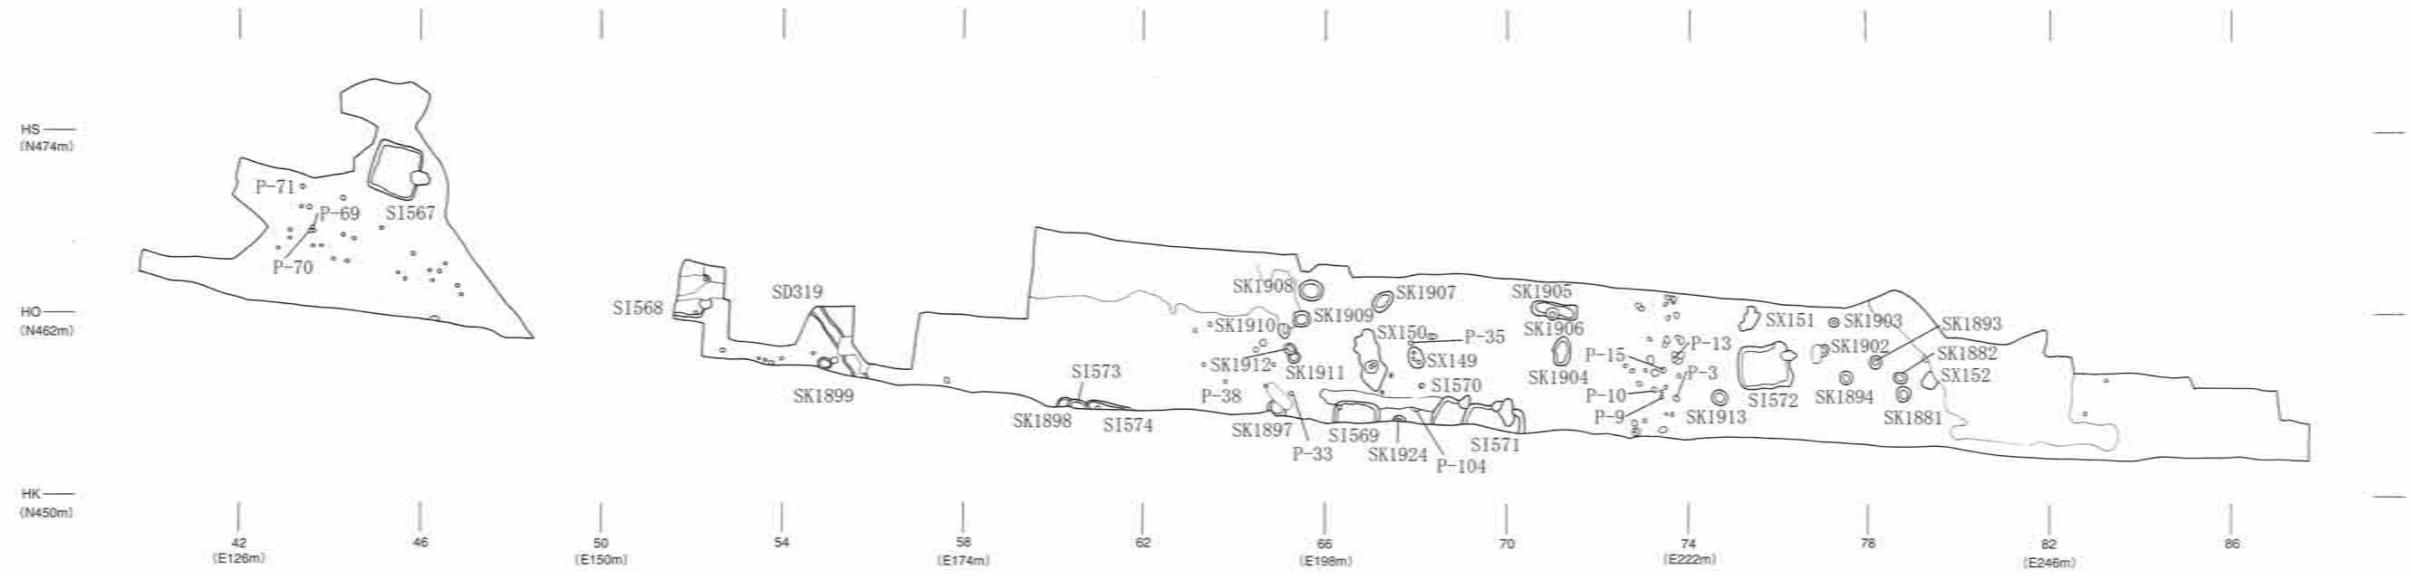 HS
(N474m)
P-71
P-69
SI567
P-70
HO
(N462m)
SI568
SD319
SK1899
SK1908
SK1907
SK1905
SK1910
SK1909
SX150
P-35
SK1906
SX151
SK1903
SK1893
SK1912
SK1911
SX149
SK1904
P-15
P-13
SK1902
SK1882
SI573
P-38
SI570
P-10
P-3
SI572
SK1894
SX152
SK1898
SI574
SK1897
SI569
P-9
SK1913
SK1881
P-33
SK1924
P-104
SI571
HK
(N450m)
42 46 50 54 58 62 66 70 74 78 82 86
(E126m) (E150m) (E174m) (E198m) (E222m) (E246m)